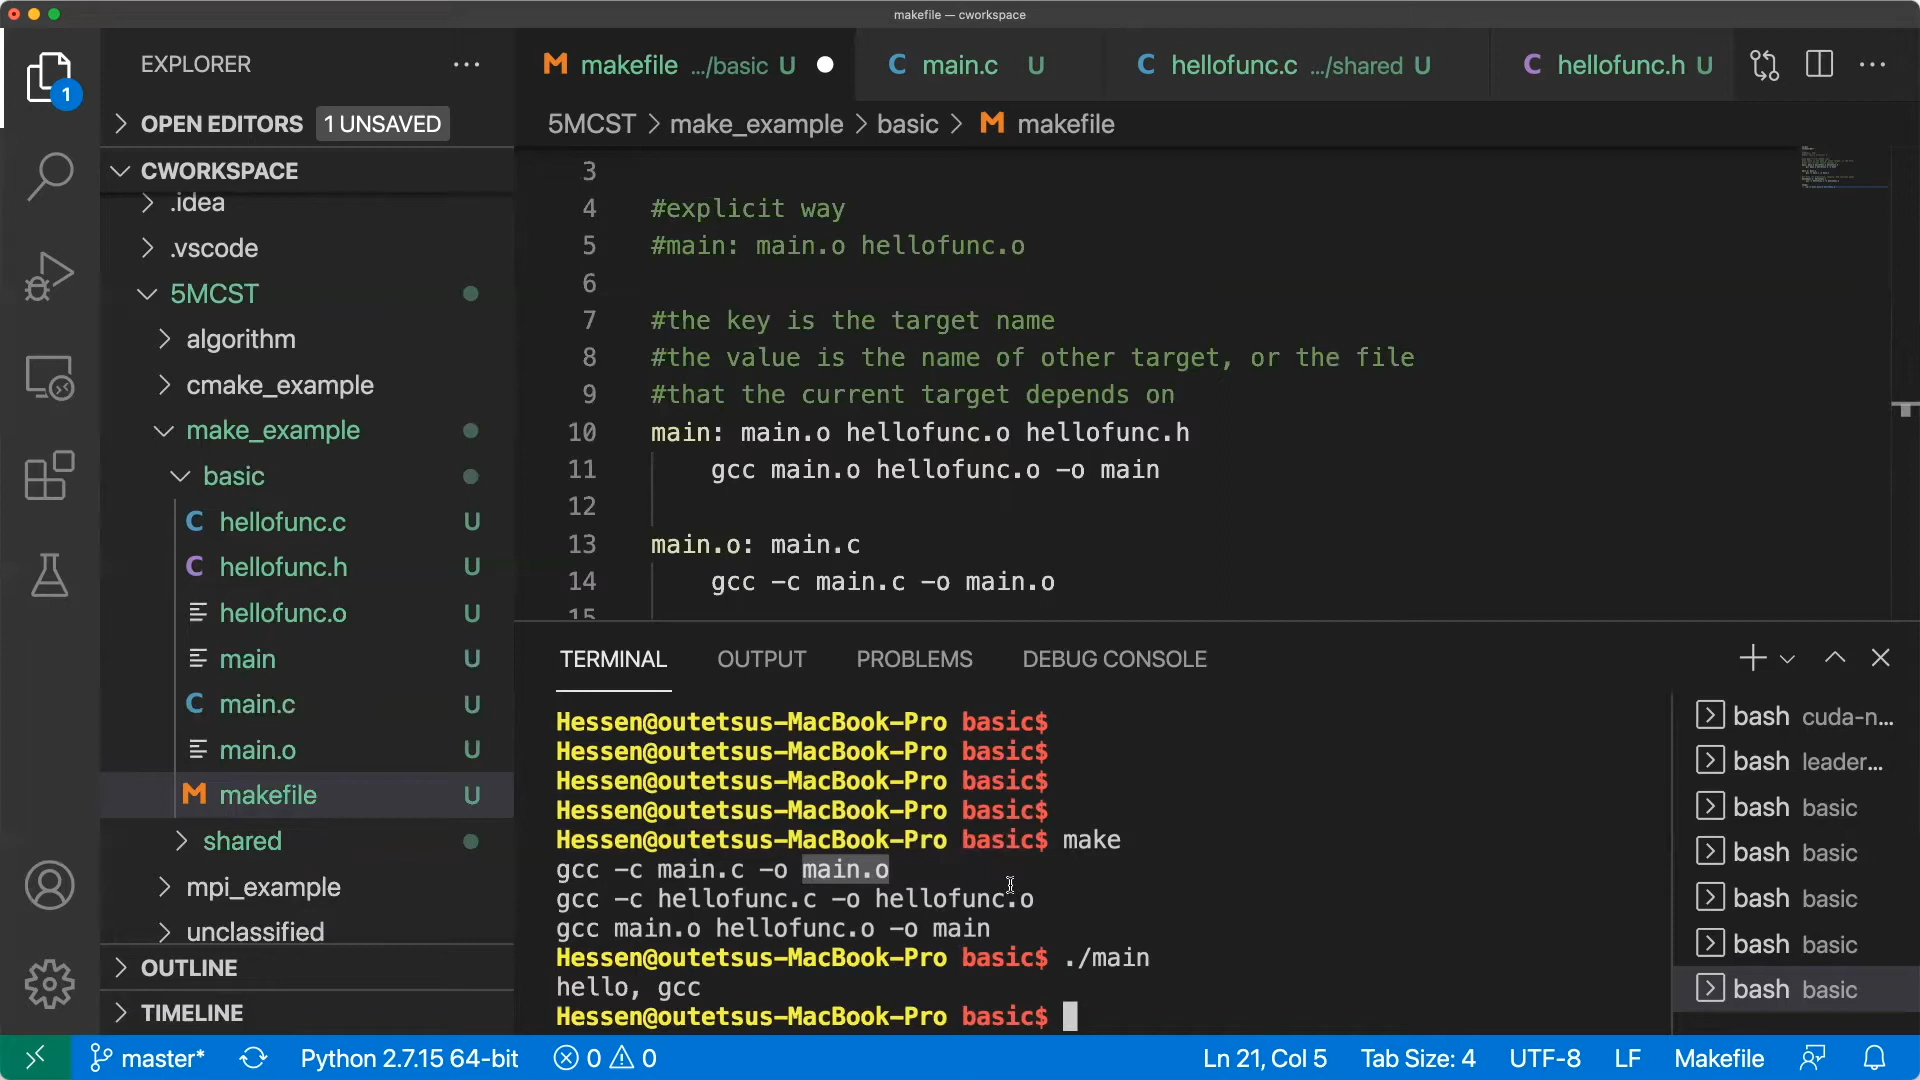 makefile — cworkspace
1
EXPLORER
OPEN EDITORS 1 UNSAVED
CWORKSPACE
.idea
.vscode
5MCST
algorithm
cmake_example
make_example
basic
C hellofunc.c U
C hellofunc.h U
hellofunc.o U
main U
C main.c U
main.o U
M makefile U
shared
mpi_example
unclassified
OUTLINE
TIMELINE
M makefile .../basic U
C main.c U
C hellofunc.c .../shared U
C hellofunc.h U
5MCST > make_example > basic > M makefile
3
4 #explicit way
5 #main: main.o hellofunc.o
6
7 #the key is the target name
8 #the value is the name of other target, or the file
9 #that the current target depends on
10 main: main.o hellofunc.o hellofunc.h
11 gcc main.o hellofunc.o -o main
12
13 main.o: main.c
14 gcc -c main.c -o main.o
15
TERMINAL OUTPUT PROBLEMS DEBUG CONSOLE
Hessen@outetsus-MacBook-Pro basic$
Hessen@outetsus-MacBook-Pro basic$
Hessen@outetsus-MacBook-Pro basic$
Hessen@outetsus-MacBook-Pro basic$
Hessen@outetsus-MacBook-Pro basic$ make
gcc -c main.c -o main.o
gcc -c hellofunc.c -o hellofunc.o
gcc main.o hellofunc.o -o main
Hessen@outetsus-MacBook-Pro basic$ ./main
hello, gcc
Hessen@outetsus-MacBook-Pro basic$
bash cuda-n...
bash leader...
bash basic
bash basic
bash basic
bash basic
bash basic
master* Python 2.7.15 64-bit 0 0 Ln 21, Col 5 Tab Size: 4 UTF-8 LF Makefile